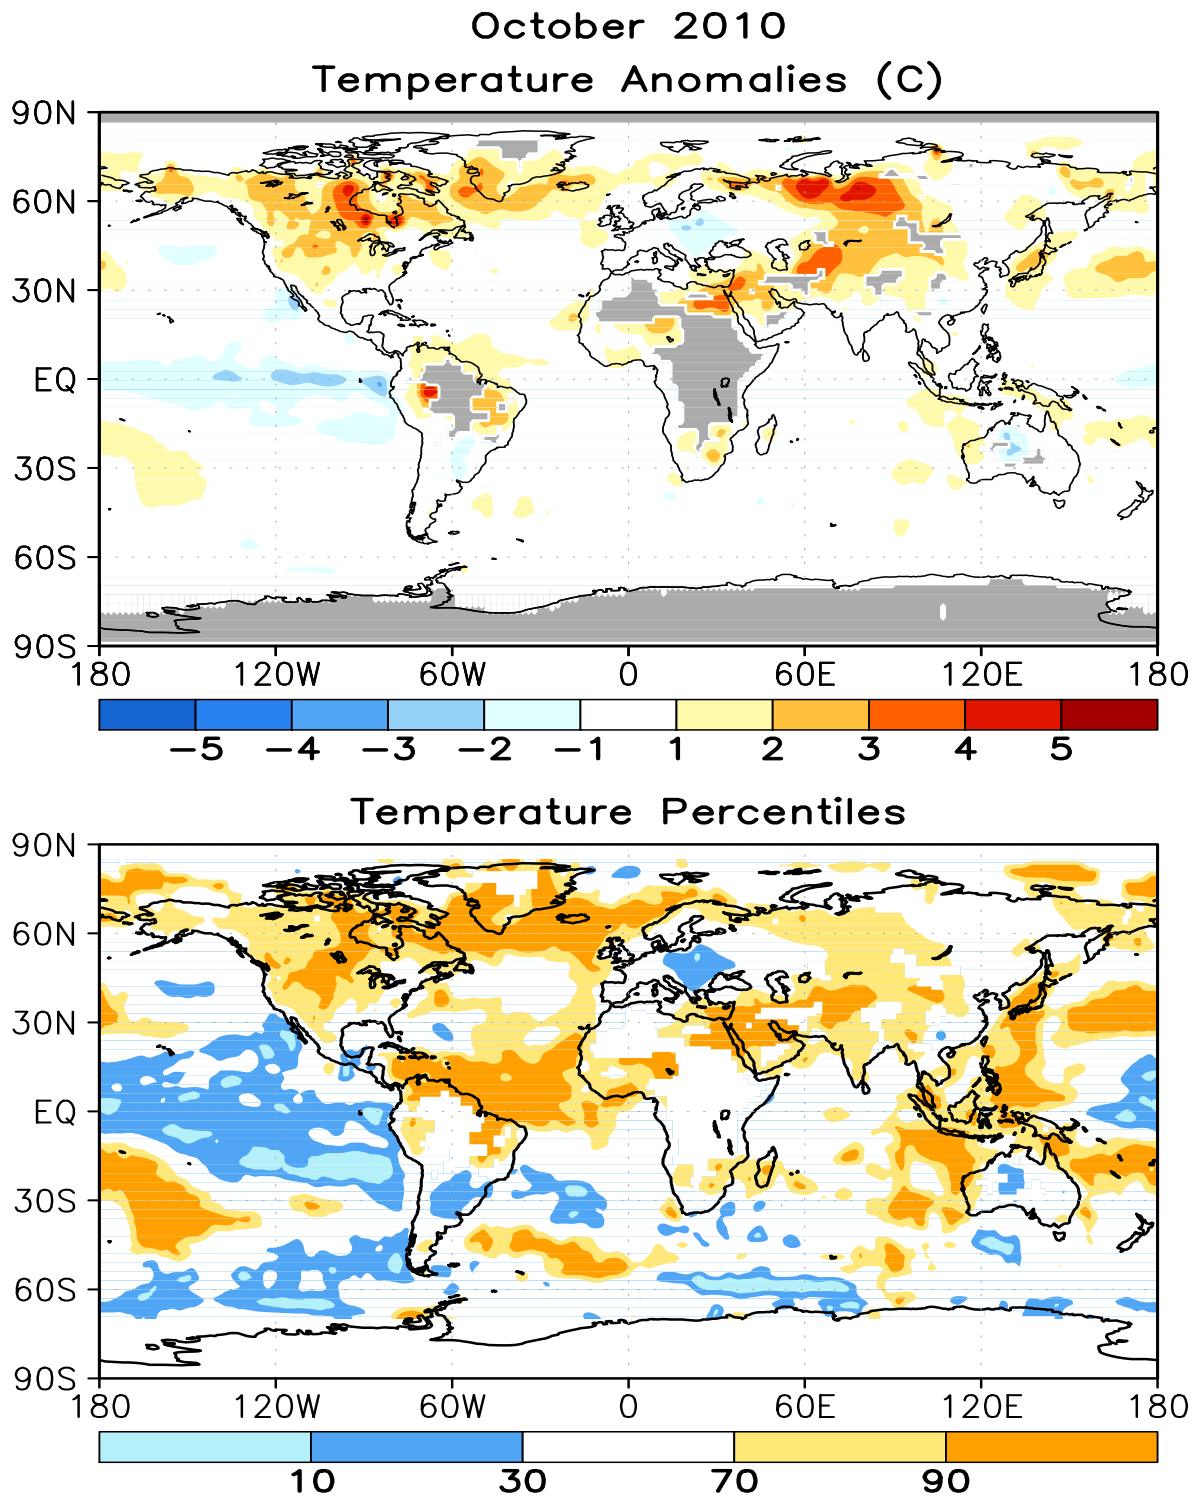 October 2010
Temperature Anomalies (C)
90N
60N
30N
EQ
30S
60S
90S
180 120W 60W 0 60E 120E 180
−5 −4 −3 −2 −1 1 2 3 4 5
Temperature Percentiles
90N
60N
30N
EQ
30S
60S
90S
180 120W 60W 0 60E 120E 180
10 30 70 90